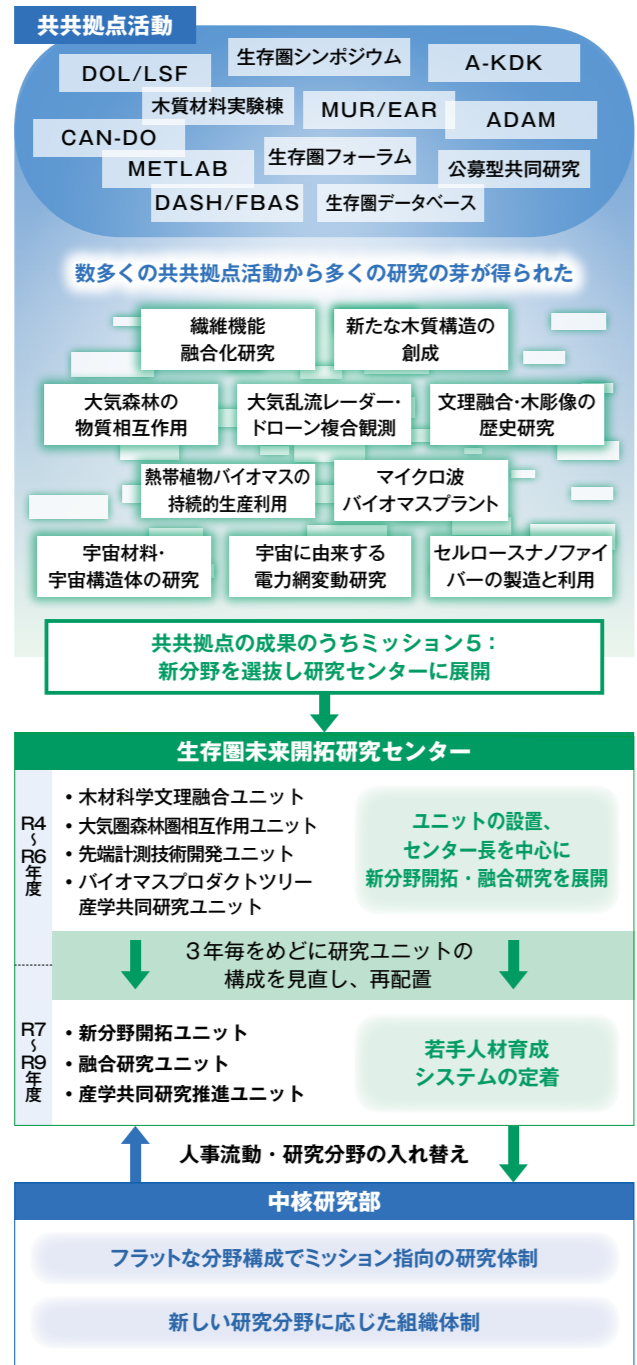 共共拠点活動
生存圏シンポジウム
DOL/LSF
A-KDK
木質材料実験棟
MUR/EAR
ADAM
CAN-DO
METLAB
生存圏フォーラム
公募型共同研究
DASH/FBAS
生存圏データベース
数多くの共共拠点活動から多くの研究の芽が得られた
繊維機能
融合化研究
新たな木質構造の
創成
大気森林の
物質相互作用
大気乱流レーダー・
ドローン複合観測
文理融合・木彫像の
歴史研究
熱帯植物バイオマスの
持続的生産利用
マイクロ波
バイオマスプラント
宇宙材料・
宇宙構造体の研究
宇宙に由来する
電力網変動研究
セルロースナノファイ
バーの製造と利用
共共拠点の成果のうちミッション5：
新分野を選抜し研究センターに展開
生存圏未来開拓研究センター
R4～R6年度
・木材科学文理融合ユニット
・大気圏森林圏相互作用ユニット
・先端計測技術開発ユニット
・バイオマスプロダクトツリー
産学共同研究ユニット
ユニットの設置、
センター長を中心に
新分野開拓・融合研究を展開
3年毎をめどに研究ユニットの
構成を見直し、再配置
R7～R9年度
・新分野開拓ユニット
・融合研究ユニット
・産学共同研究推進ユニット
若手人材育成
システムの定着
人事流動・研究分野の入れ替え
中核研究部
フラットな分野構成でミッション指向の研究体制
新しい研究分野に応じた組織体制